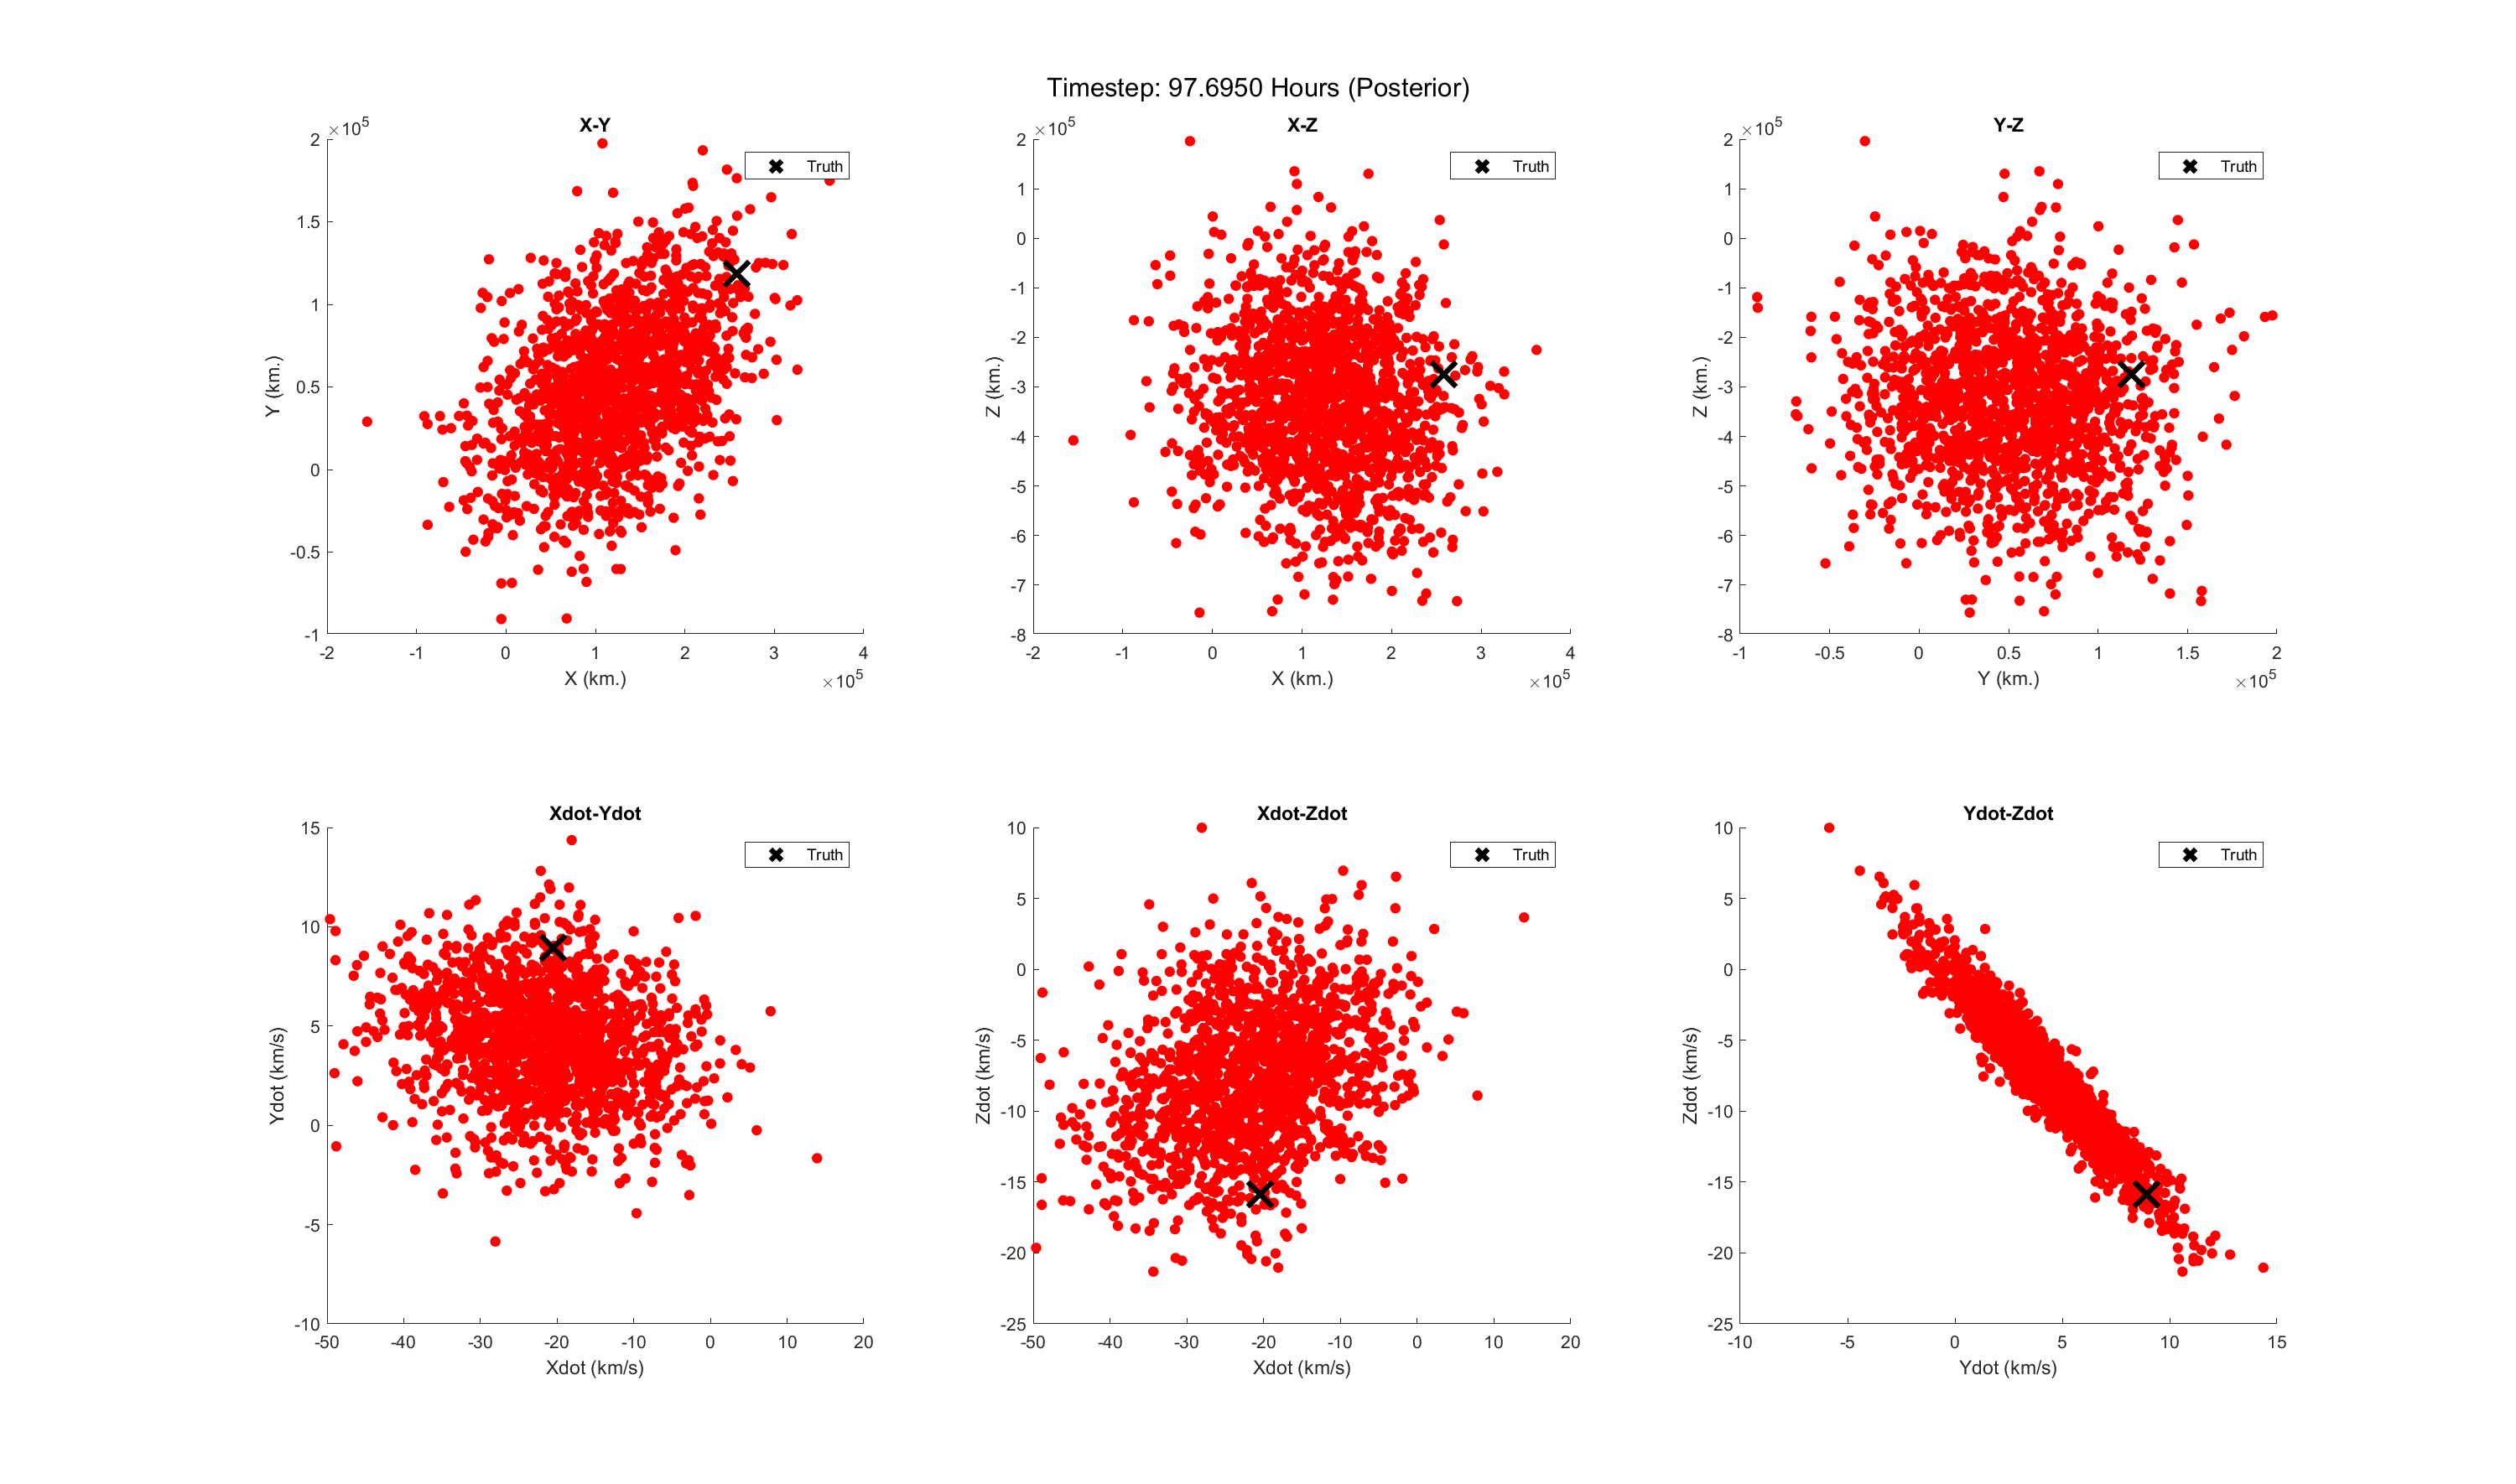 Timestep: 97.6950 Hours (Posterior)
X-Y
×10^5
2
1.5
1
0.5
0
-0.5
-1
Y (km.)
-2 -1 0 1 2 3 4
X (km.)
×10^5
Truth
X-Z
×10^5
2
1
0
-1
-2
-3
-4
-5
-6
-7
-8
Z (km.)
-2 -1 0 1 2 3 4
X (km.)
×10^5
Truth
Y-Z
×10^5
2
1
0
-1
-2
-3
-4
-5
-6
-7
-8
Z (km.)
-1 -0.5 0 0.5 1 1.5 2
Y (km.)
×10^5
Truth
Xdot-Ydot
15
10
5
0
-5
-10
Ydot (km/s)
-50 -40 -30 -20 -10 0 10 20
Xdot (km/s)
Truth
Xdot-Zdot
10
5
0
-5
-10
-15
-20
-25
Zdot (km/s)
-50 -40 -30 -20 -10 0 10 20
Xdot (km/s)
Truth
Ydot-Zdot
10
5
0
-5
-10
-15
-20
-25
Zdot (km/s)
-10 -5 0 5 10 15
Ydot (km/s)
Truth